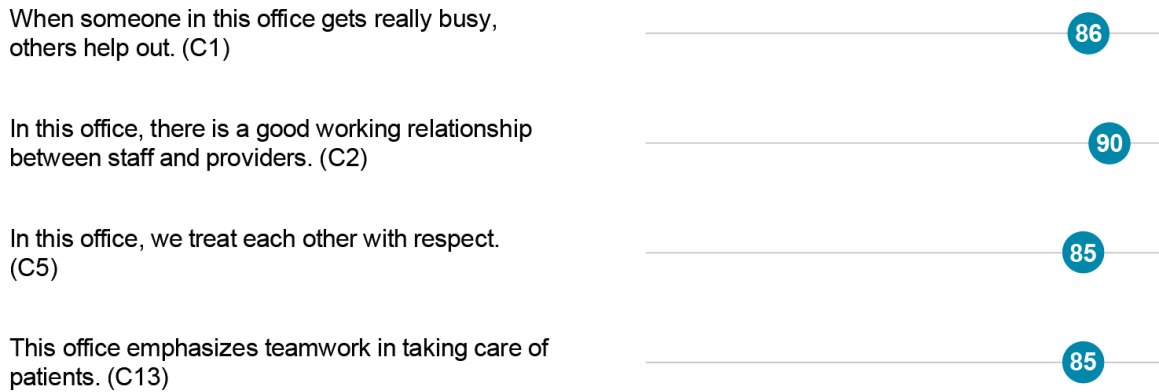 When someone in this office gets really busy,
others help out. (C1)
86
In this office, there is a good working relationship
between staff and providers. (C2)
90
In this office, we treat each other with respect.
(C5)
85
This office emphasizes teamwork in taking care of
patients. (C13)
85